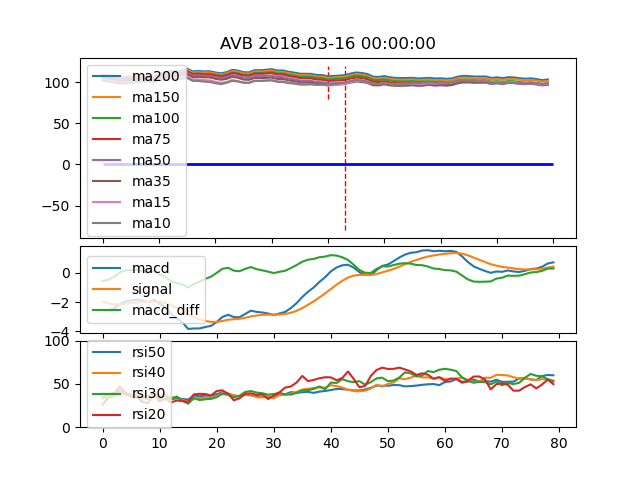 AVB 2018-03-16 00:00:00
100
50
0
−50
ma200
ma150
ma100
ma75
ma50
ma35
ma15
ma10
0
−2
−4
macd
signal
macd_diff
100
50
0
rsi50
rsi40
rsi30
rsi20
0 10 20 30 40 50 60 70 80